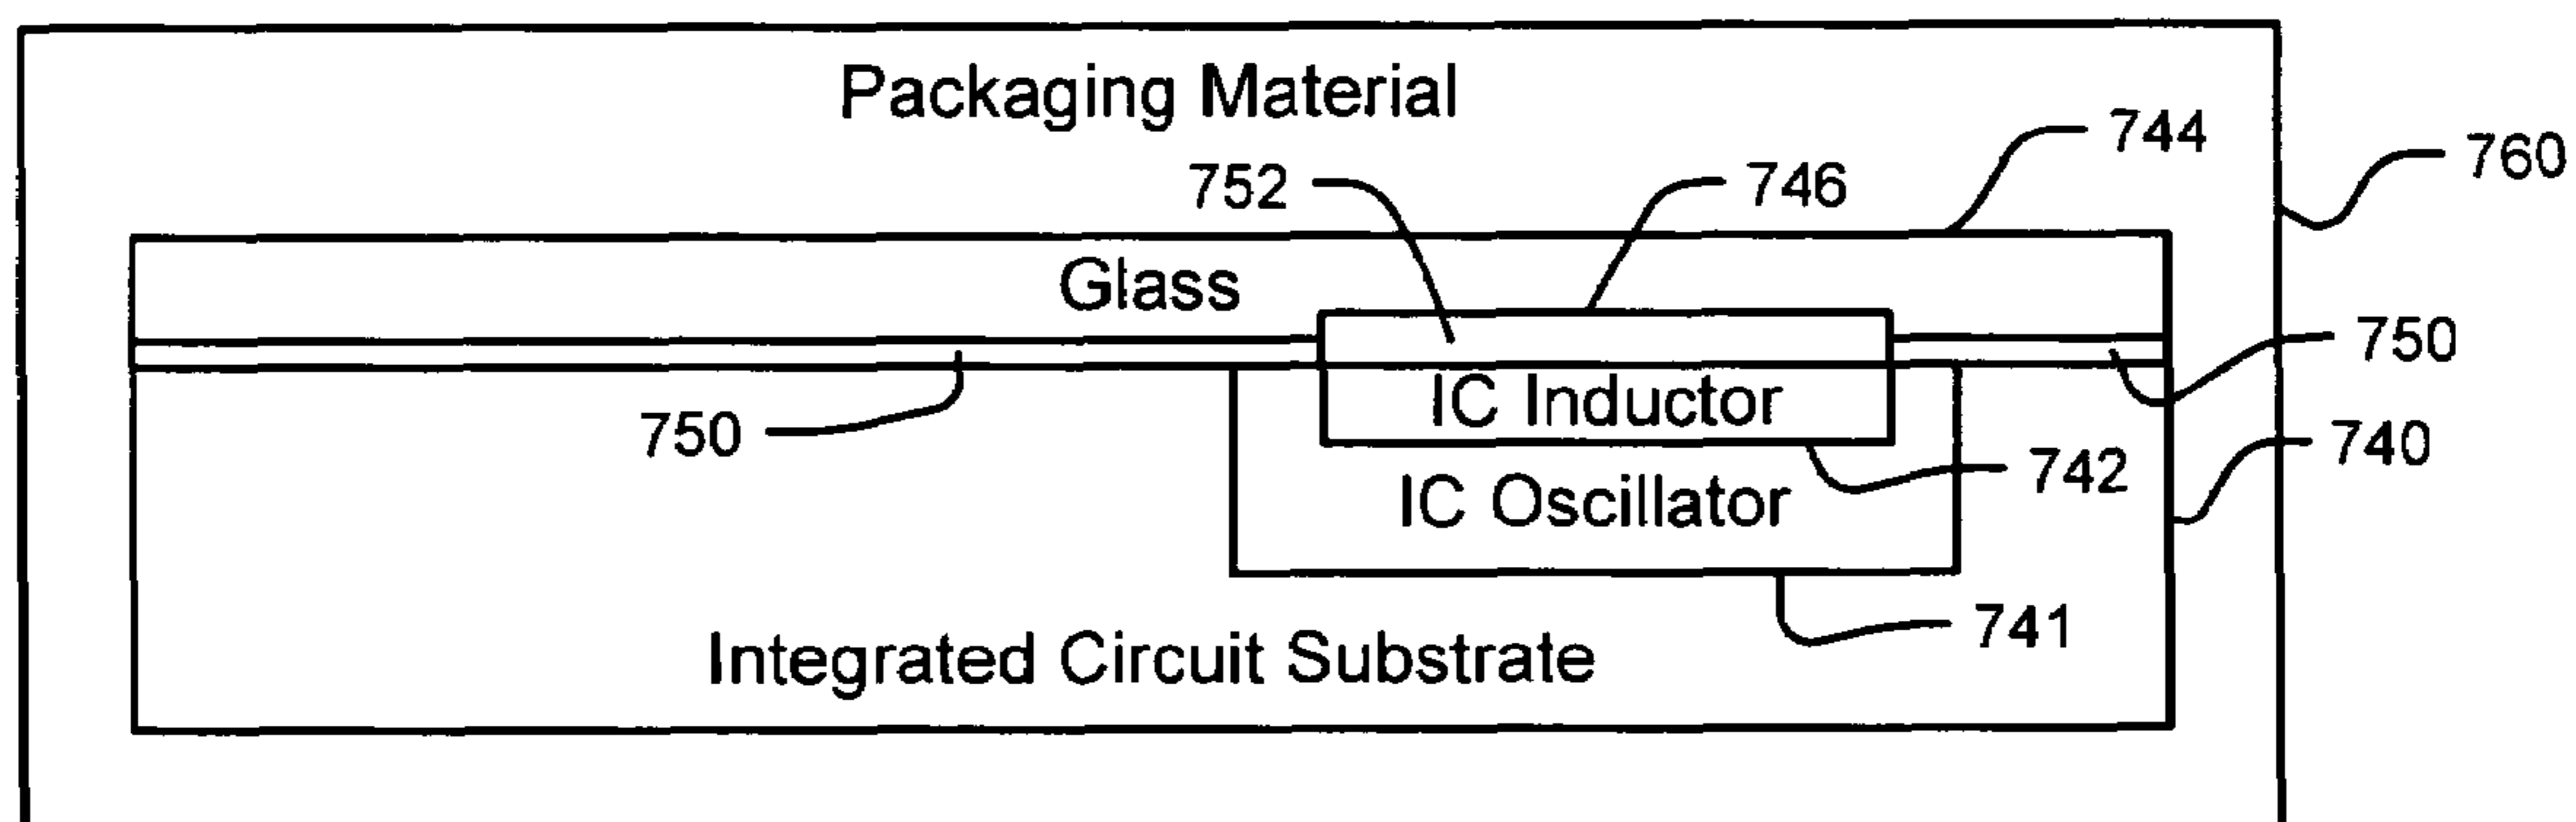 Packaging Material
744
760
752
746
Glass
750
IC Inductor
750
740
742
IC Oscillator
741
Integrated Circuit Substrate